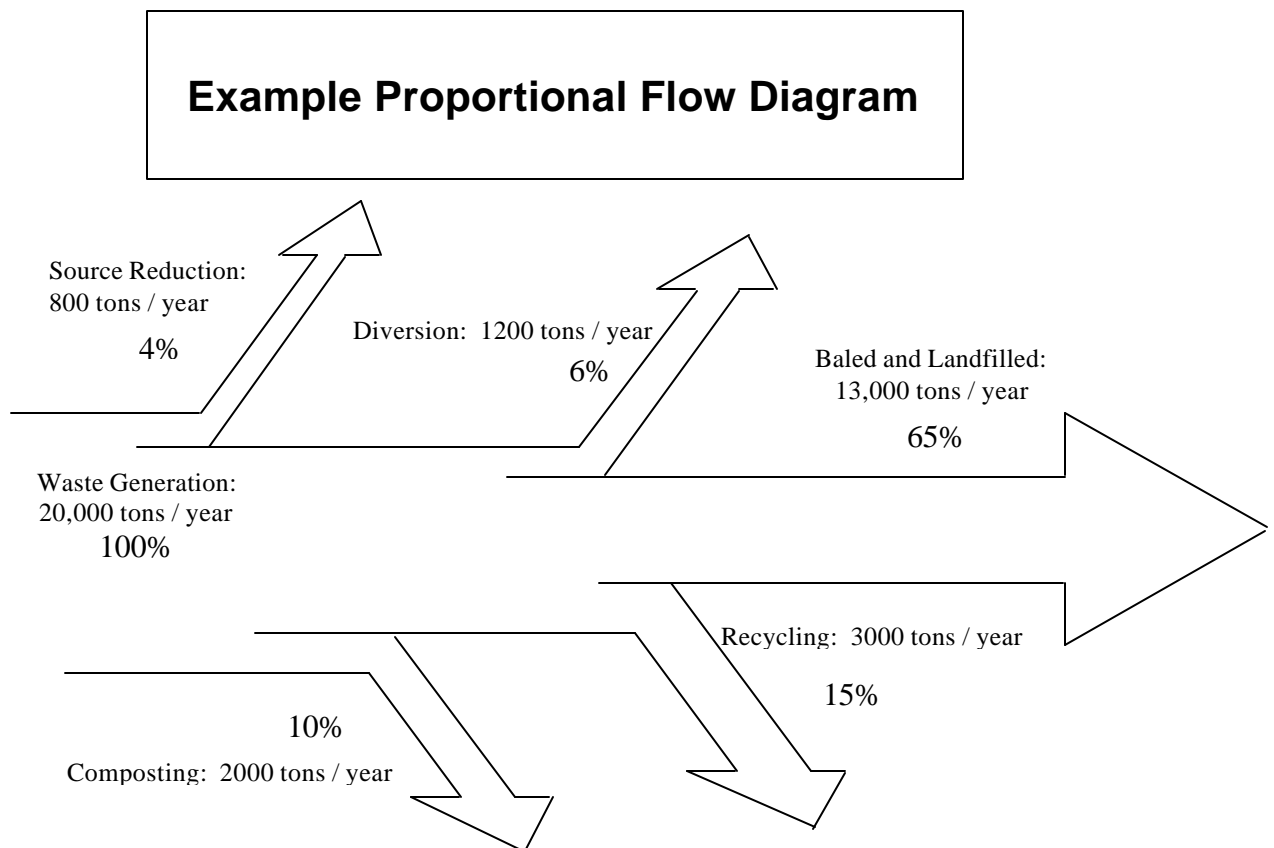 Example Proportional Flow Diagram
Source Reduction:
800 tons / year
4%
Diversion: 1200 tons / year
6%
Baled and Landfilled:
13,000 tons / year
65%
Waste Generation:
20,000 tons / year
100%
Recycling: 3000 tons / year
15%
10%
Composting: 2000 tons / year